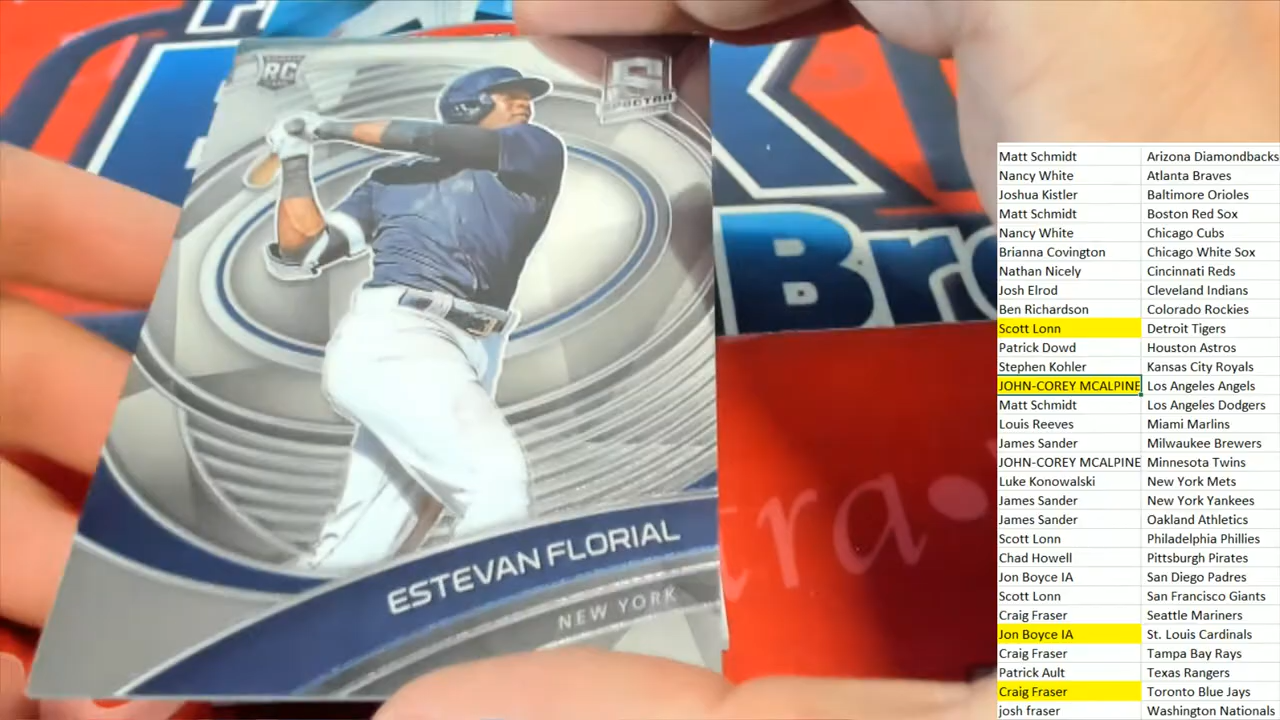 RC
S
SPECTRA
ESTEVAN FLORIAL
NEW YORK
Br
tra
Matt Schmidt Arizona Diamondbacks
Nancy White Atlanta Braves
Joshua Kistler Baltimore Orioles
Matt Schmidt Boston Red Sox
Nancy White Chicago Cubs
Brianna Covington Chicago White Sox
Nathan Nicely Cincinnati Reds
Josh Elrod Cleveland Indians
Ben Richardson Colorado Rockies
Scott Lonn Detroit Tigers
Patrick Dowd Houston Astros
Stephen Kohler Kansas City Royals
JOHN-COREY MCALPINE Los Angeles Angels
Matt Schmidt Los Angeles Dodgers
Louis Reeves Miami Marlins
James Sander Milwaukee Brewers
JOHN-COREY MCALPINE Minnesota Twins
Luke Konowalski New York Mets
James Sander New York Yankees
James Sander Oakland Athletics
Scott Lonn Philadelphia Phillies
Chad Howell Pittsburgh Pirates
Jon Boyce IA San Diego Padres
Scott Lonn San Francisco Giants
Craig Fraser Seattle Mariners
Jon Boyce IA St. Louis Cardinals
Craig Fraser Tampa Bay Rays
Patrick Ault Texas Rangers
Craig Fraser Toronto Blue Jays
josh fraser Washington Nationals